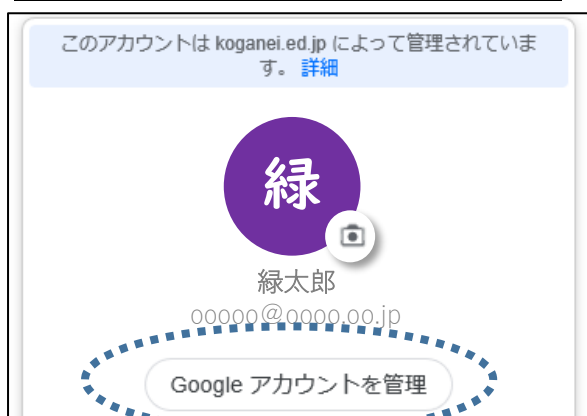 このアカウントは koganei.ed.jp によって管理されていま
す。 詳細
緑
緑太郎
ooooo@oooo.oo.jp
Google アカウントを管理